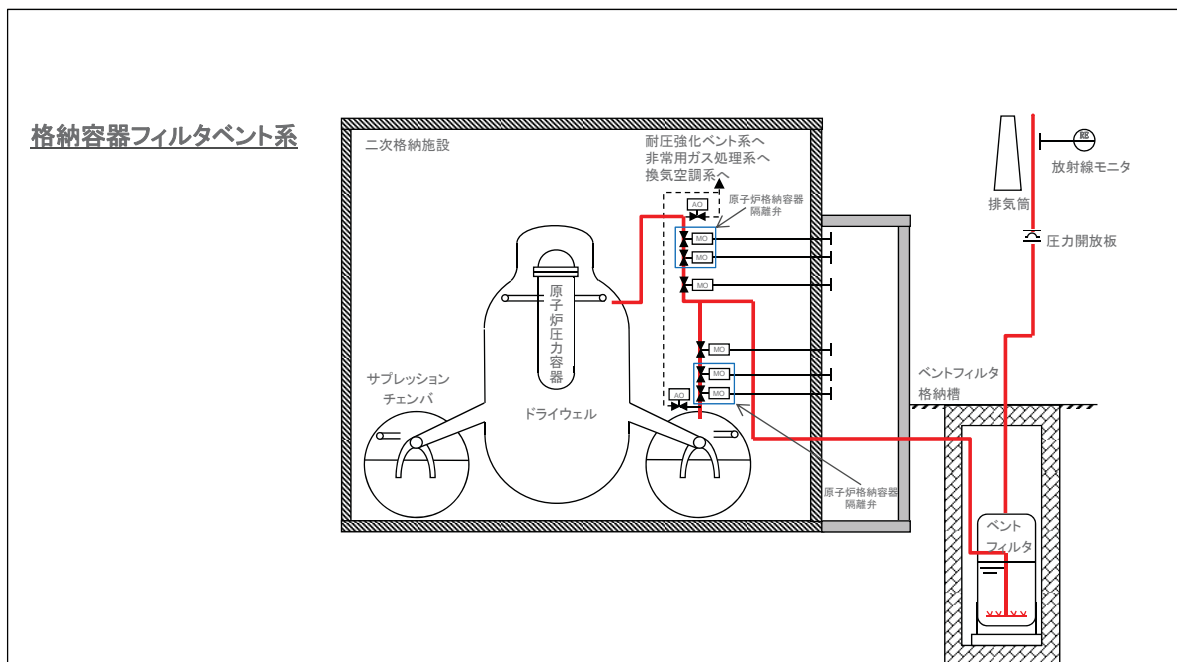 格納容器フィルタベント系
二次格納施設
耐圧強化ベント系へ
非常用ガス処理系へ
換気空調系へ
AO
原子炉格納容器
隔離弁
MO
MO
MO
RE
放射線モニタ
排気筒
圧力開放板
原子炉圧力容器
MO
MO
MO
AO
サプレッション
チェンバ
ドライウェル
ベントフィルタ
格納槽
原子炉格納容器
隔離弁
ベント
フィルタ